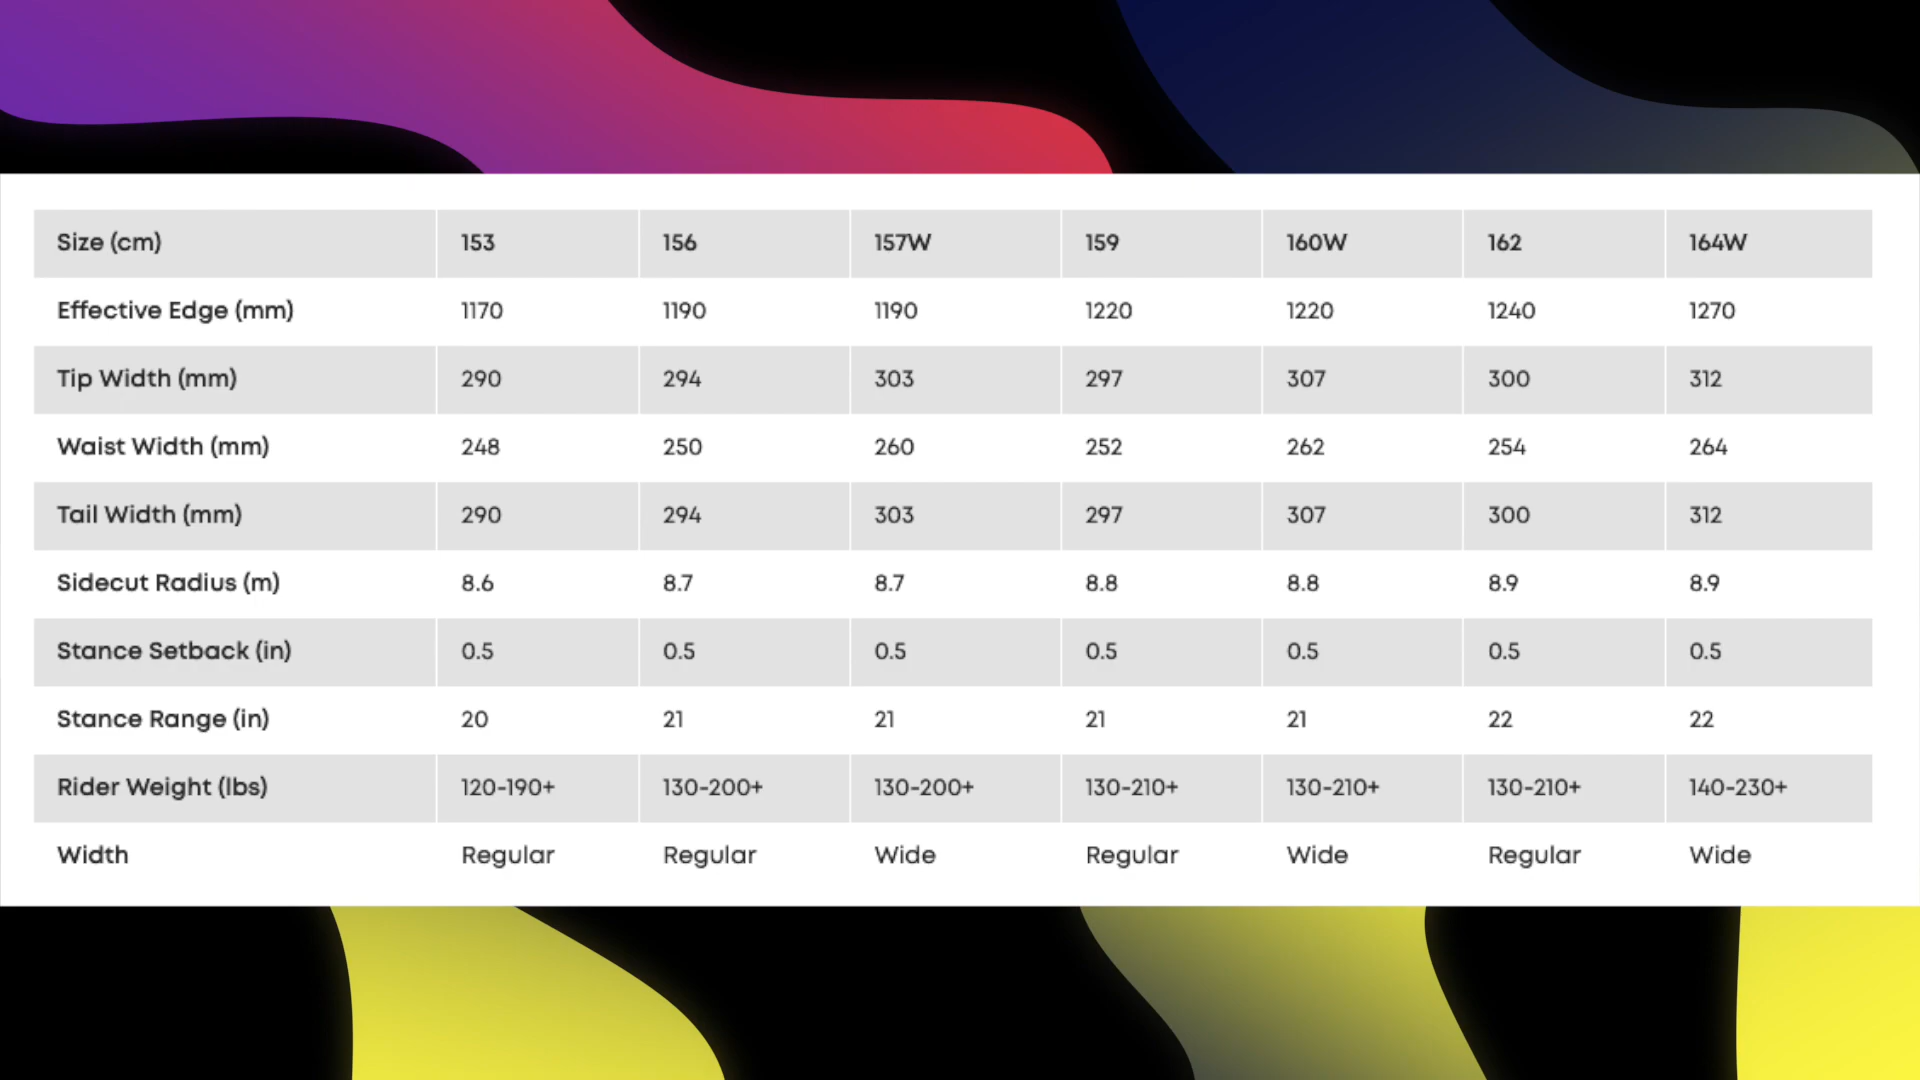 Size (cm) 153 156 157W 159 160W 162 164W
Effective Edge (mm) 1170 1190 1190 1220 1220 1240 1270
Tip Width (mm) 290 294 303 297 307 300 312
Waist Width (mm) 248 250 260 252 262 254 264
Tail Width (mm) 290 294 303 297 307 300 312
Sidecut Radius (m) 8.6 8.7 8.7 8.8 8.8 8.9 8.9
Stance Setback (in) 0.5 0.5 0.5 0.5 0.5 0.5 0.5
Stance Range (in) 20 21 21 21 21 22 22
Rider Weight (lbs) 120-190+ 130-200+ 130-200+ 130-210+ 130-210+ 130-210+ 140-230+
Width Regular Regular Wide Regular Wide Regular Wide